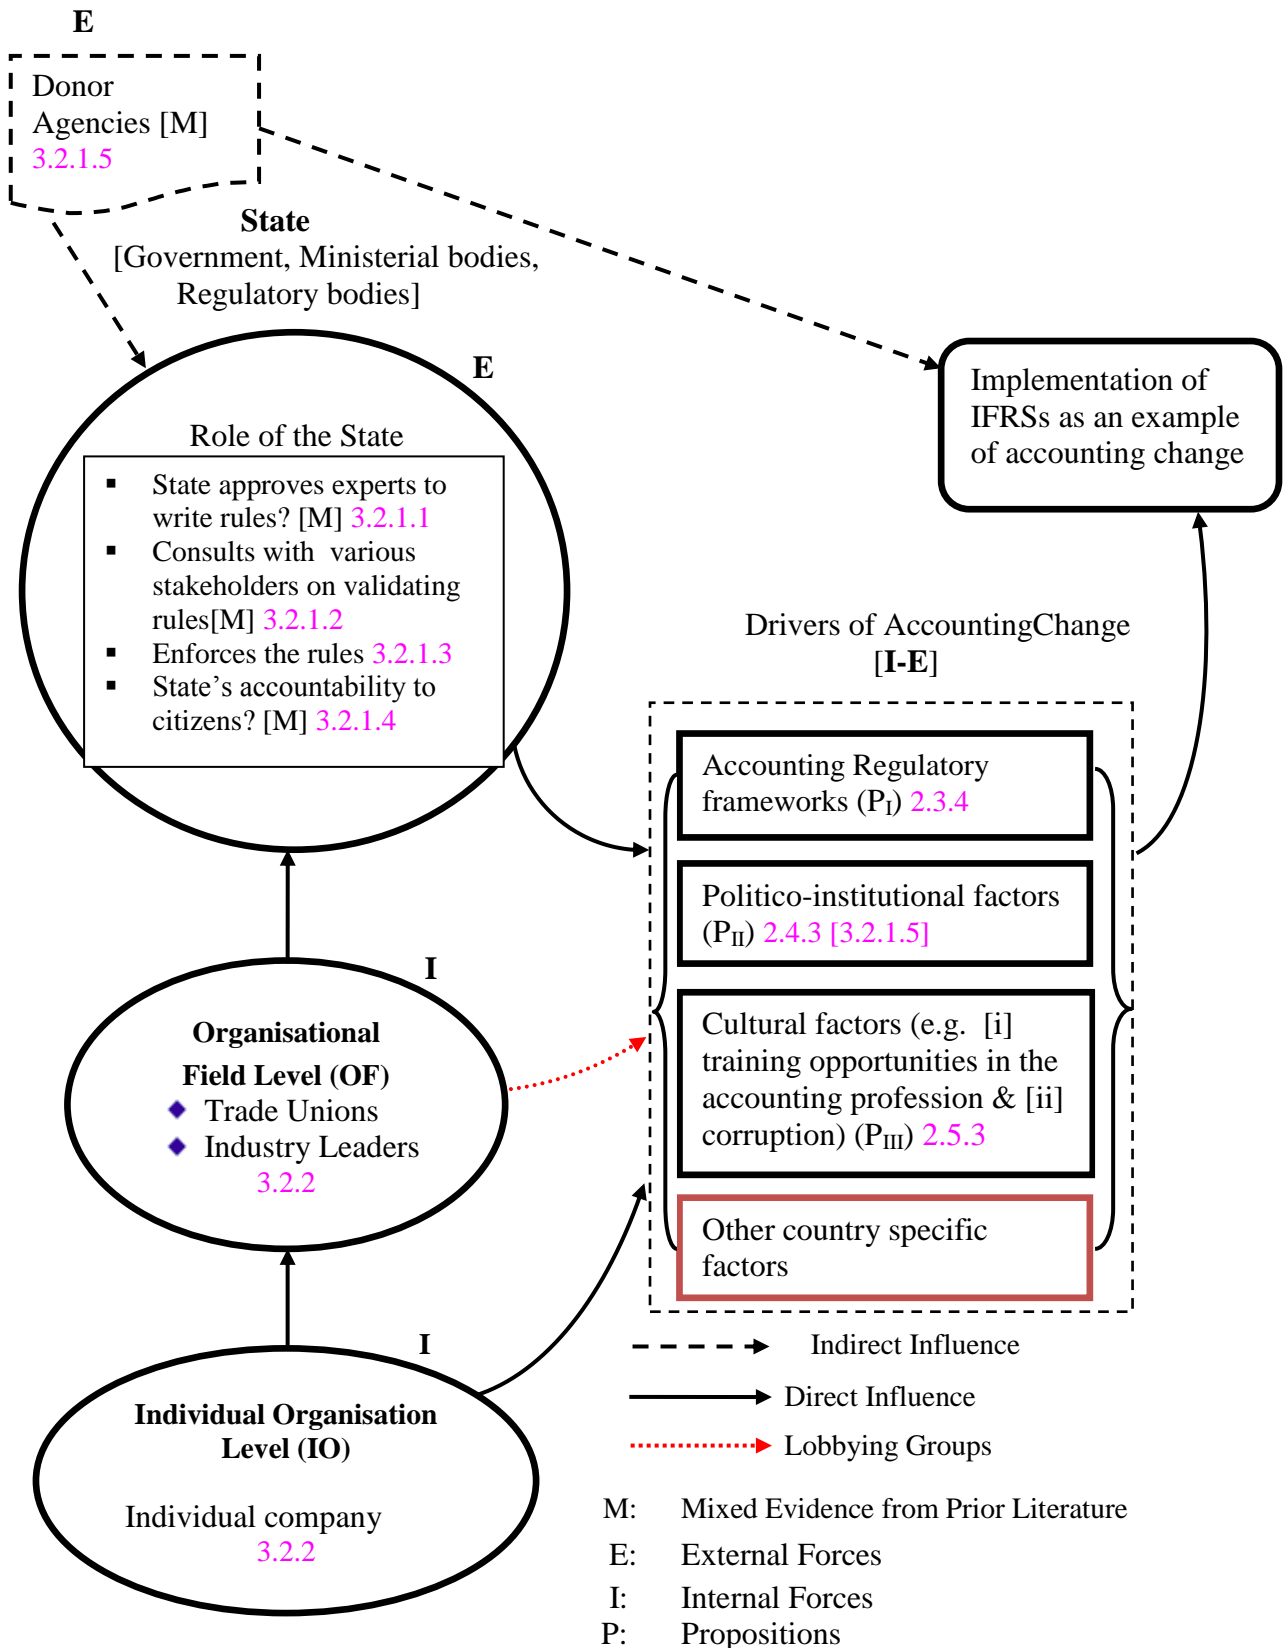 E
Donor
Agencies [M]
3.2.1.5
State
[Government, Ministerial bodies,
Regulatory bodies]
E
Role of the State
▪ State approves experts to
write rules? [M] 3.2.1.1
▪ Consults with various
stakeholders on validating
rules[M] 3.2.1.2
▪ Enforces the rules 3.2.1.3
▪ State’s accountability to
citizens? [M] 3.2.1.4
Implementation of
IFRSs as an example
of accounting change
Drivers of AccountingChange
[I-E]
Accounting Regulatory
frameworks (PI) 2.3.4
Politico-institutional factors
(PII) 2.4.3 [3.2.1.5]
Cultural factors (e.g. [i]
training opportunities in the
accounting profession & [ii]
corruption) (PIII) 2.5.3
Other country specific
factors
I
Organisational
Field Level (OF)
◆ Trade Unions
◆ Industry Leaders
3.2.2
I
Individual Organisation
Level (IO)
Individual company
3.2.2
Indirect Influence
Direct Influence
Lobbying Groups
M: Mixed Evidence from Prior Literature
E: External Forces
I: Internal Forces
P: Propositions